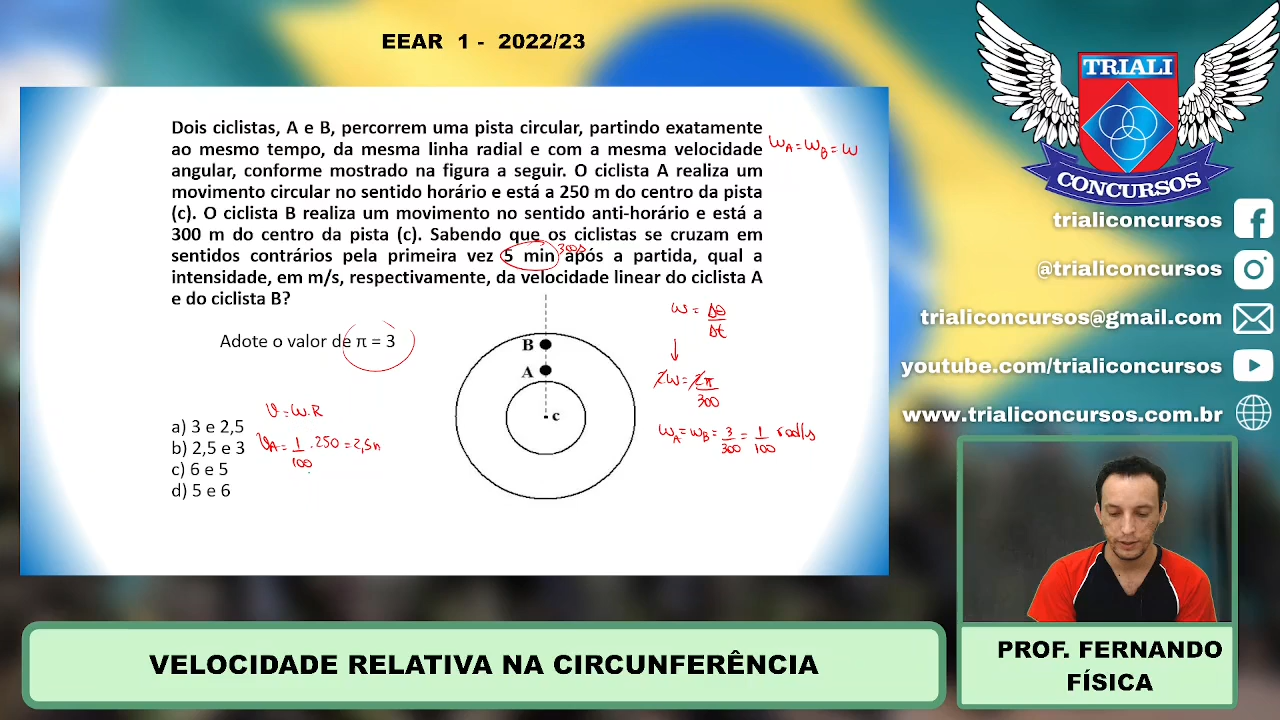 EEAR 1 - 2022/23
Dois ciclistas, A e B, percorrem uma pista circular, partindo exatamente
ao mesmo tempo, da mesma linha radial e com a mesma velocidade
angular, conforme mostrado na figura a seguir. O ciclista A realiza um
movimento circular no sentido horário e está a 250 m do centro da pista
(c). O ciclista B realiza um movimento no sentido anti-horário e está a
300 m do centro da pista (c). Sabendo que os ciclistas se cruzam em
sentidos contrários pela primeira vez 5 min após a partida, qual a
intensidade, em m/s, respectivamente, da velocidade linear do ciclista A
e do ciclista B?
ωA = ωB = ω
300s
Adote o valor de π = 3
B
A
c
ω = Δθ/Δt
2ω = 2π/300
ωA = ωB = 3/300 = 1/100 rad/s
v = ω.R
vA = 1/100 . 250 = 2,5m
a) 3 e 2,5
b) 2,5 e 3
c) 6 e 5
d) 5 e 6
TRIALI
CONCURSOS
trialiconcursos
@trialiconcursos
trialiconcursos@gmail.com
youtube.com/trialiconcursos
www.trialiconcursos.com.br
VELOCIDADE RELATIVA NA CIRCUNFERÊNCIA
PROF. FERNANDO
FÍSICA